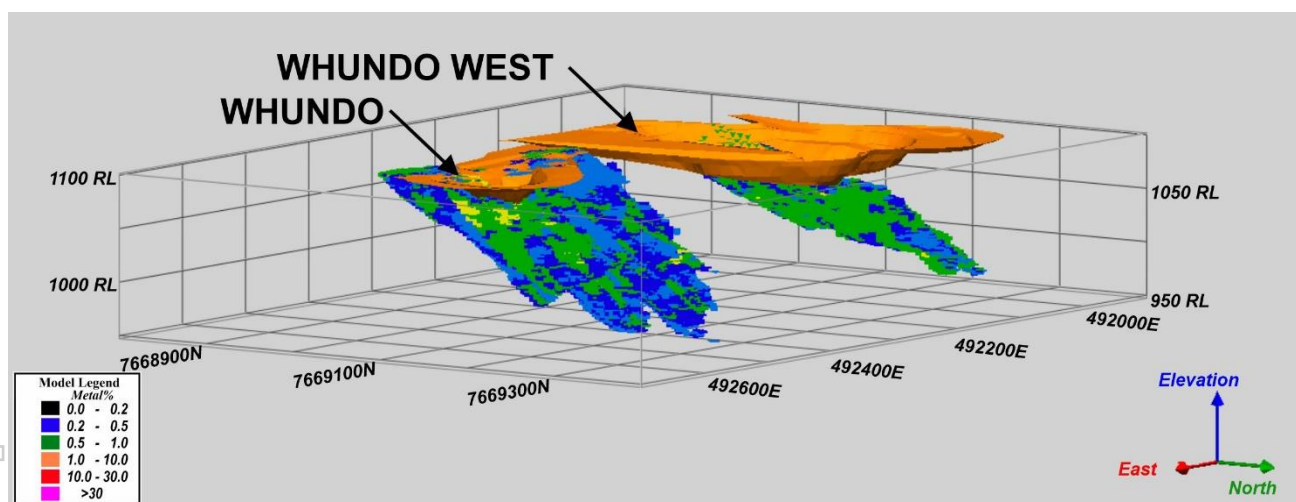 WHUNDO WEST
WHUNDO
1100 RL
1000 RL
1050 RL
950 RL
7668900N
7669100N
7669300N
492600E
492400E
492200E
492000E
Model Legend
Metal%
0.0 - 0.2
0.2 - 0.5
0.5 - 1.0
1.0 - 10.0
10.0 - 30.0
>30
Elevation
East
North